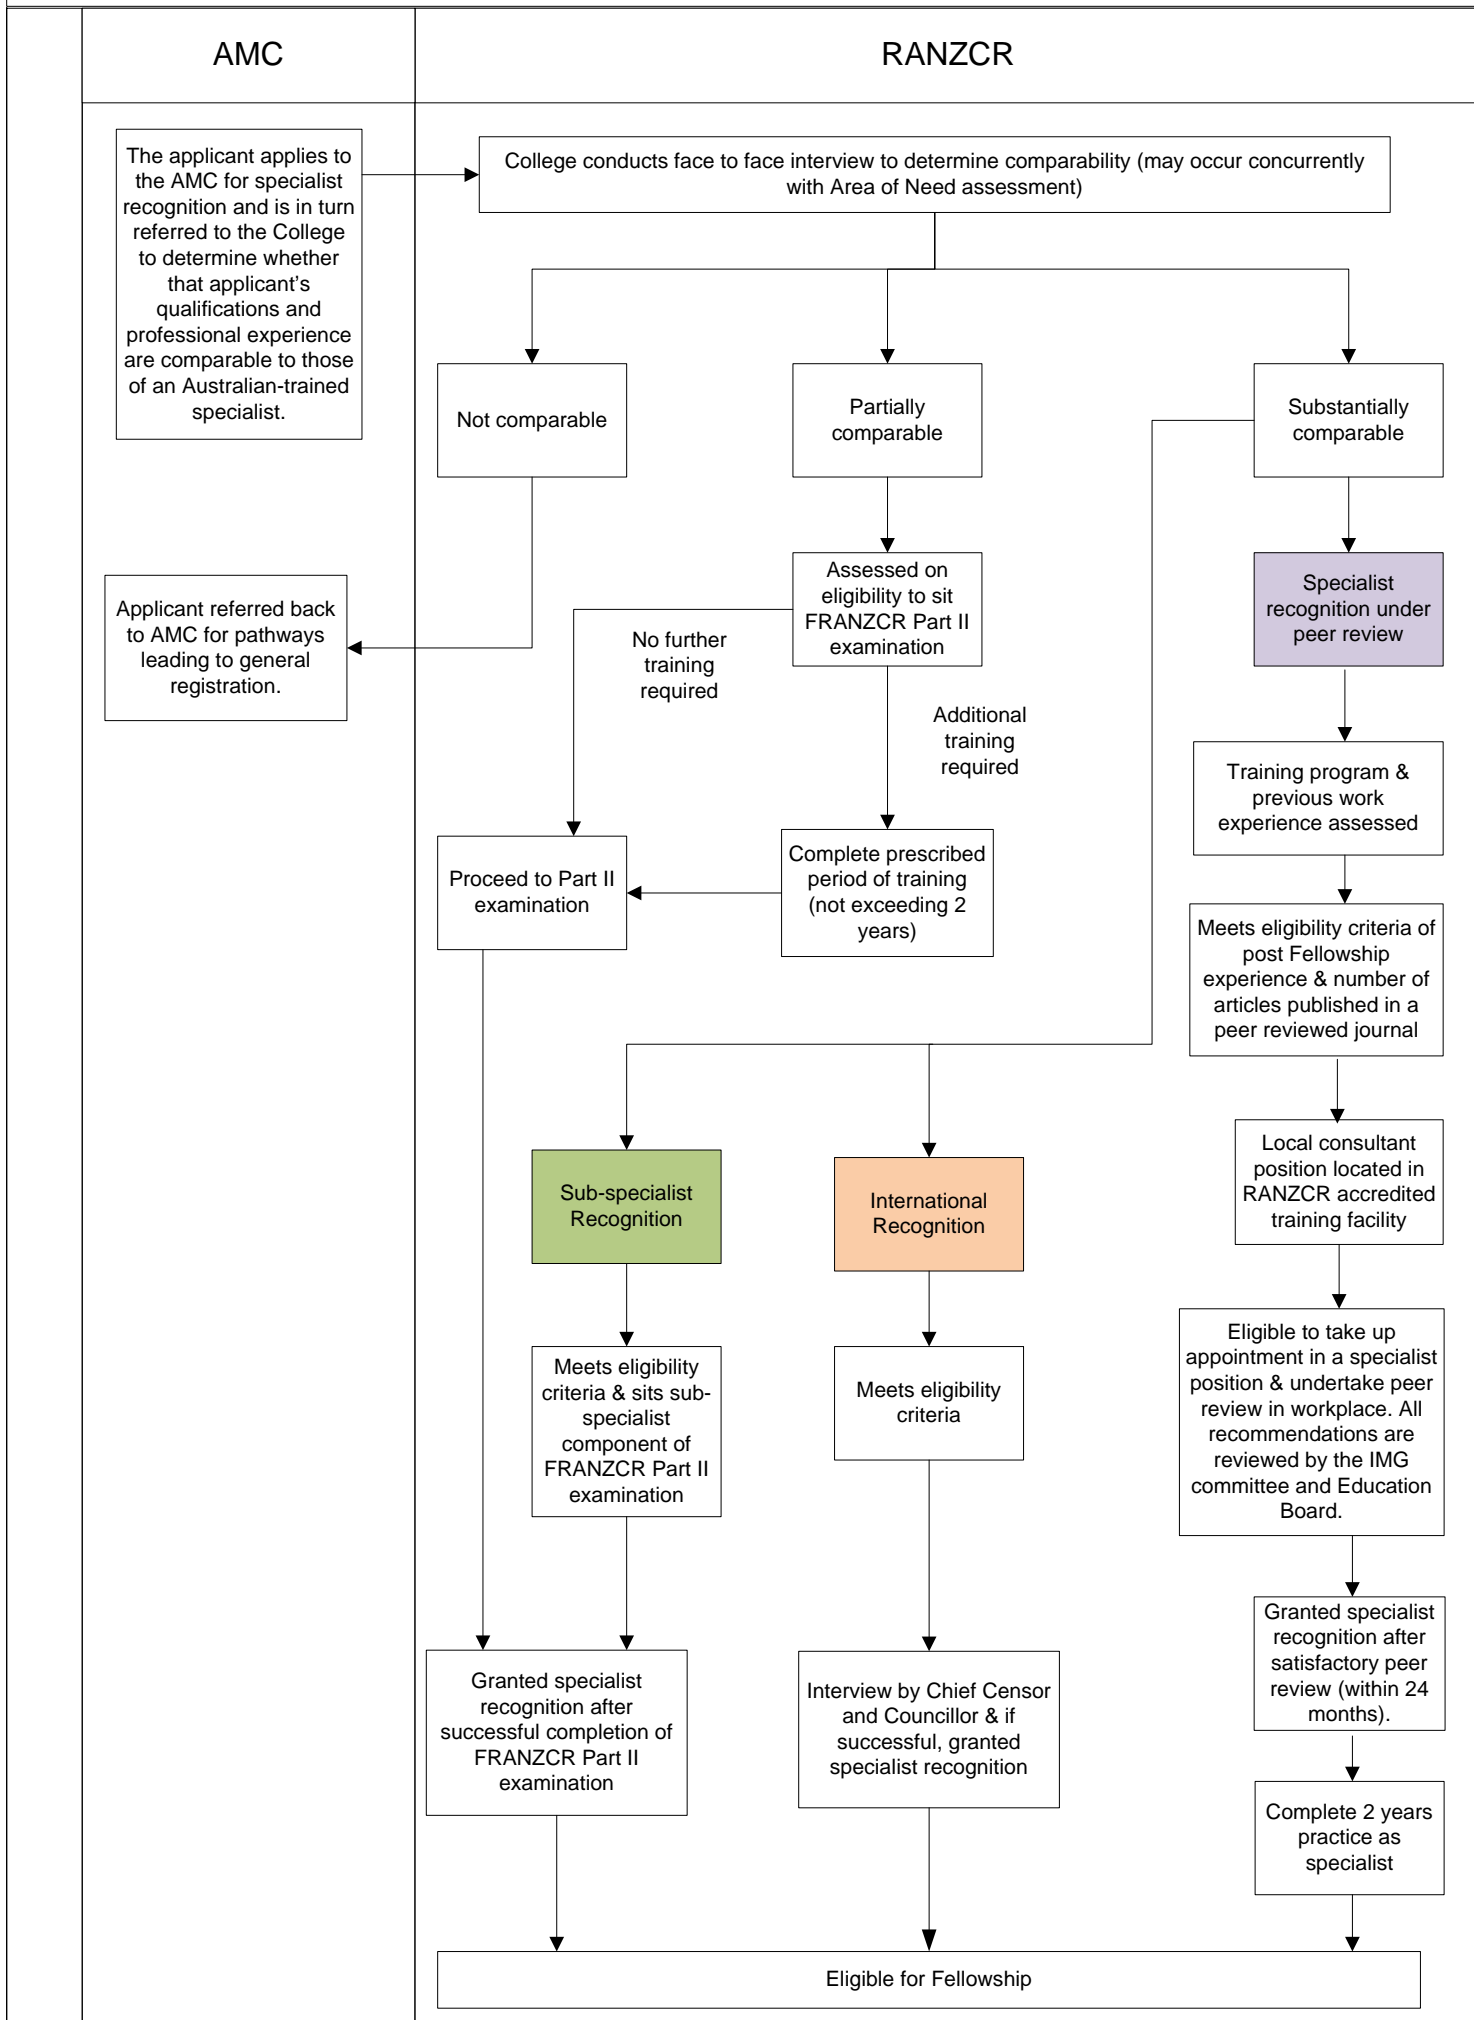 AMC
RANZCR
The applicant applies to
the AMC for specialist
recognition and is in turn
referred to the College
to determine whether
that applicant’s
qualifications and
professional experience
are comparable to those
of an Australian-trained
specialist.
College conducts face to face interview to determine comparability (may occur concurrently
with Area of Need assessment)
Not comparable
Partially
comparable
Substantially
comparable
Applicant referred back
to AMC for pathways
leading to general
registration.
Assessed on
eligibility to sit
FRANZCR Part II
examination
Specialist
recognition under
peer review
No further
training
required
Additional
training
required
Training program &
previous work
experience assessed
Proceed to Part II
examination
Complete prescribed
period of training
(not exceeding 2
years)
Meets eligibility criteria of
post Fellowship
experience & number of
articles published in a
peer reviewed journal
Local consultant
position located in
RANZCR accredited
training facility
Sub-specialist
Recognition
International
Recognition
Eligible to take up
appointment in a specialist
position & undertake peer
review in workplace. All
recommendations are
reviewed by the IMG
committee and Education
Board.
Meets eligibility
criteria & sits sub-
specialist
component of
FRANZCR Part II
examination
Meets eligibility
criteria
Granted specialist
recognition after
satisfactory peer
review (within 24
months).
Granted specialist
recognition after
successful completion of
FRANZCR Part II
examination
Interview by Chief Censor
and Councillor & if
successful, granted
specialist recognition
Complete 2 years
practice as
specialist
Eligible for Fellowship